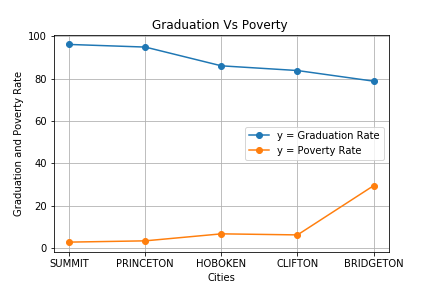 Graduation Vs Poverty
Graduation and Poverty Rate
100
80
60
40
20
0
y = Graduation Rate
y = Poverty Rate
SUMMIT PRINCETON HOBOKEN CLIFTON BRIDGETON
Cities